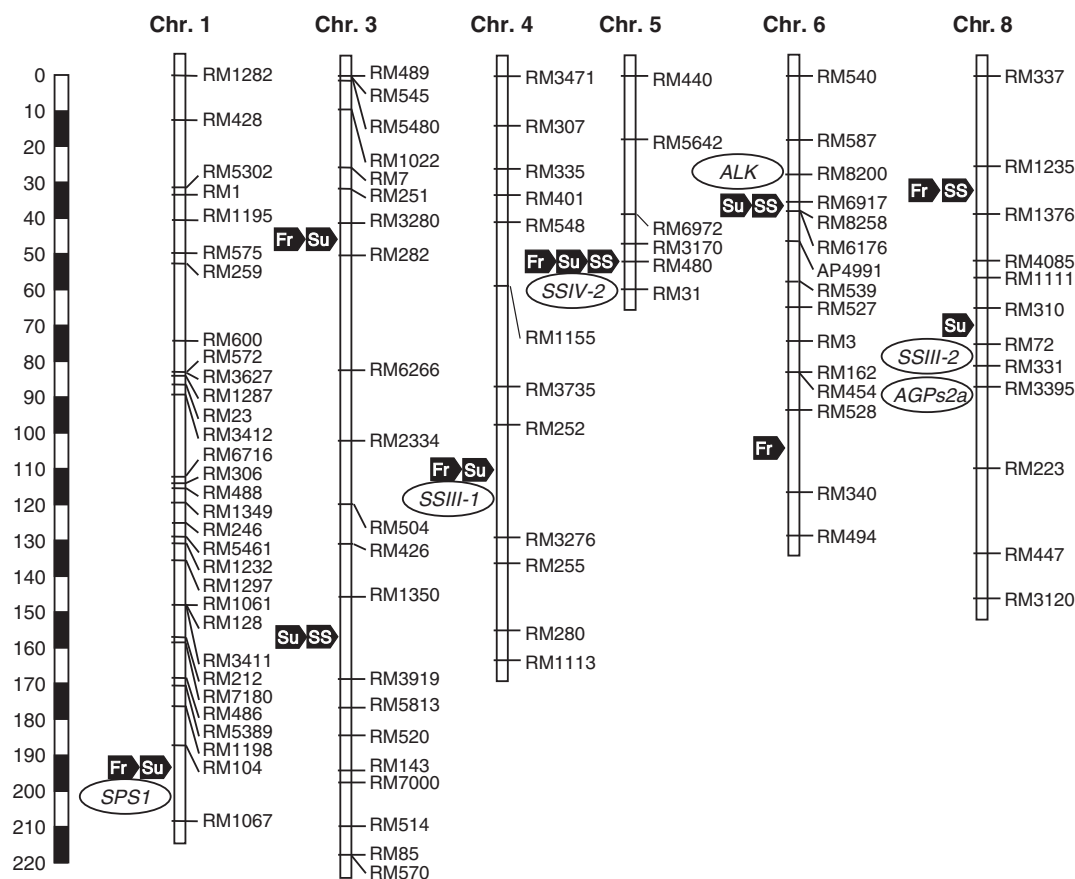 Chr. 1
Chr. 3
Chr. 4
Chr. 5
Chr. 6
Chr. 8
0
10
20
30
40
50
60
70
80
90
100
110
120
130
140
150
160
170
180
190
200
210
220
RM1282
RM428
RM5302
RM1
RM1195
RM575
RM259
RM600
RM572
RM3627
RM1287
RM23
RM3412
RM6716
RM306
RM488
RM1349
RM246
RM5461
RM1232
RM1297
RM1061
RM128
RM3411
RM212
RM7180
RM486
RM5389
RM1198
RM104
RM1067
Fr Su
SPS1
RM489
RM545
RM5480
RM1022
RM7
RM251
RM3280
RM282
RM6266
RM2334
RM504
RM426
RM1350
RM3919
RM5813
RM520
RM143
RM7000
RM514
RM85
RM570
Fr Su
Su SS
RM3471
RM307
RM335
RM401
RM548
RM1155
RM3735
RM252
RM3276
RM255
RM280
RM1113
Fr Su
SSIII-1
RM440
RM5642
RM6972
RM3170
RM480
RM31
Fr Su SS
SSIV-2
RM540
RM587
RM8200
RM6917
RM8258
RM6176
AP4991
RM539
RM527
RM3
RM162
RM454
RM528
RM340
RM494
ALK
Su SS
Fr
RM337
RM1235
RM1376
RM4085
RM1111
RM310
RM72
RM331
RM3395
RM223
RM447
RM3120
Fr SS
Su
SSIII-2
AGPs2a